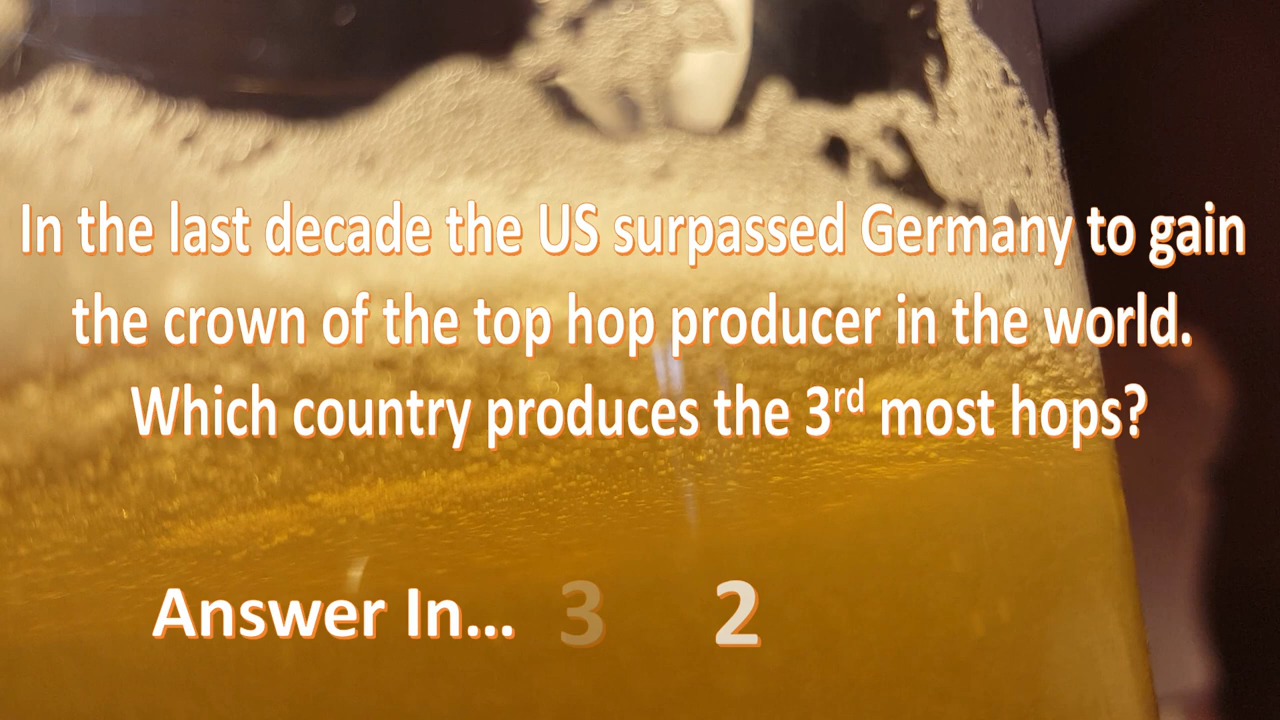 In the last decade the US surpassed Germany to gain
the crown of the top hop producer in the world.
Which country produces the 3rd most hops?
Answer In... 3 2